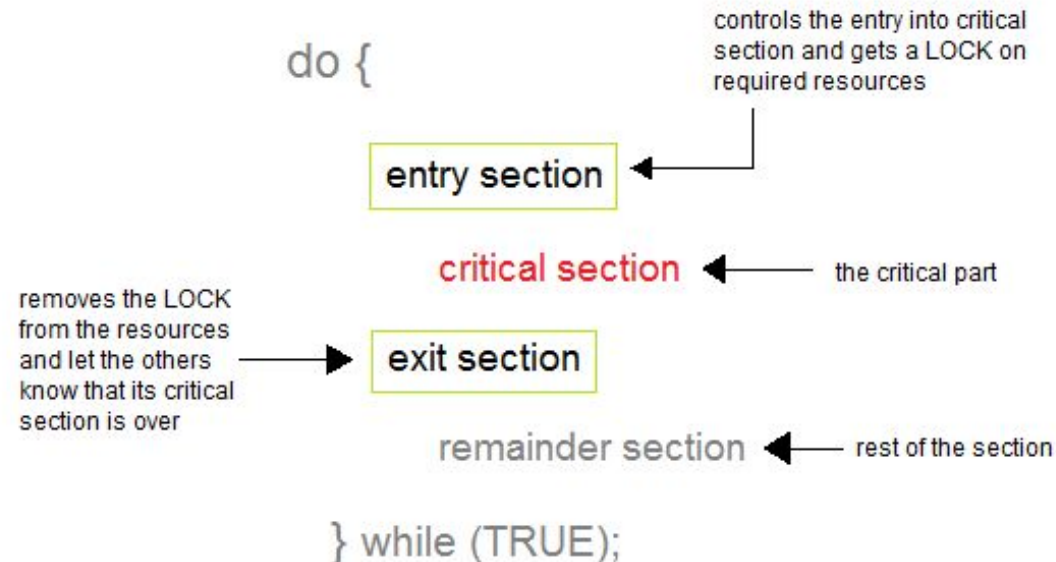 controls the entry into critical
section and gets a LOCK on
required resources
do {
entry section
critical section
the critical part
removes the LOCK
from the resources
and let the others
know that its critical
section is over
exit section
remainder section
rest of the section
} while (TRUE);